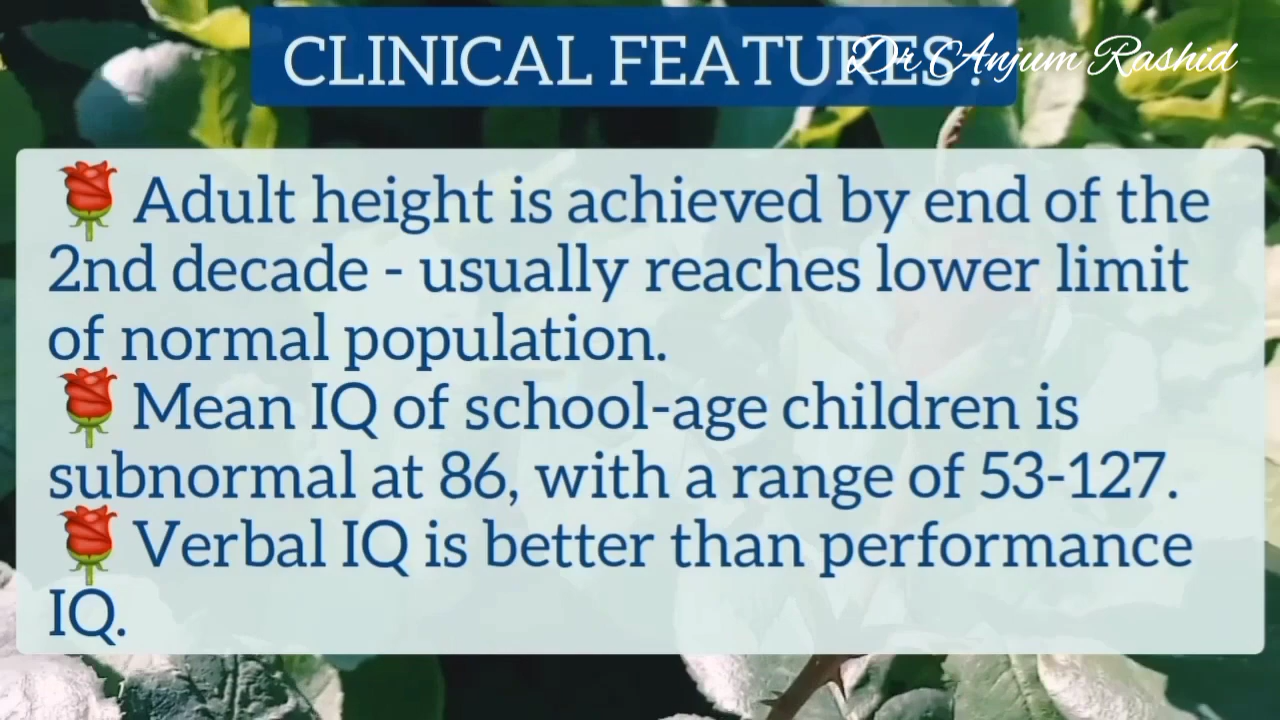 CLINICAL FEATURES:
Dr Anjum Rashid
🌹 Adult height is achieved by end of the
2nd decade - usually reaches lower limit
of normal population.
🌹 Mean IQ of school-age children is
subnormal at 86, with a range of 53-127.
🌹 Verbal IQ is better than performance
IQ.